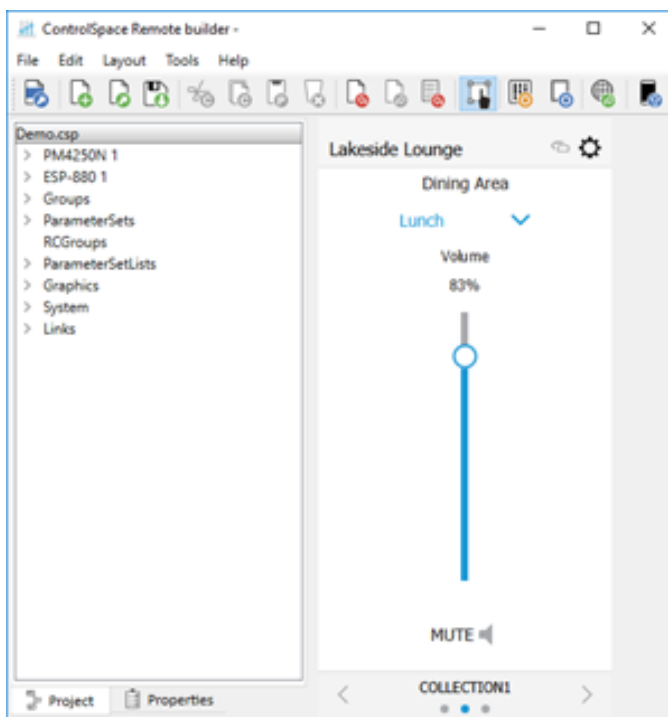 ControlSpace Remote builder -
File Edit Layout Tools Help
Demo.csp
PM4250N 1
ESP-880 1
Groups
ParameterSets
RCGroups
ParameterSetLists
Graphics
System
Links
Project Properties
Lakeside Lounge
Dining Area
Lunch
Volume
83%
MUTE
COLLECTION1